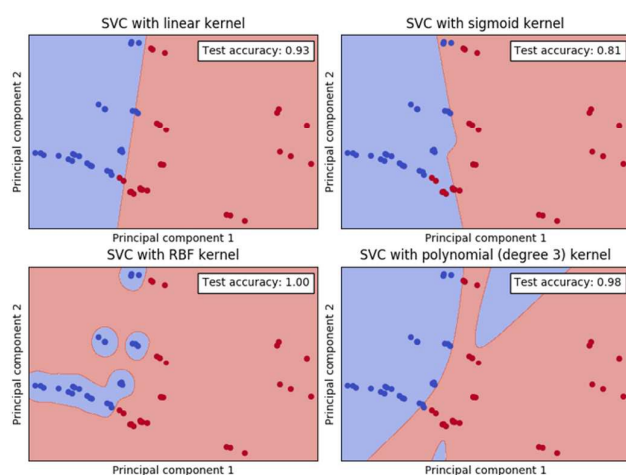 SVC with linear kernel
Test accuracy: 0.93
Principal component 2
Principal component 1
SVC with sigmoid kernel
Test accuracy: 0.81
Principal component 2
Principal component 1
SVC with RBF kernel
Test accuracy: 1.00
Principal component 2
Principal component 1
SVC with polynomial (degree 3) kernel
Test accuracy: 0.98
Principal component 2
Principal component 1